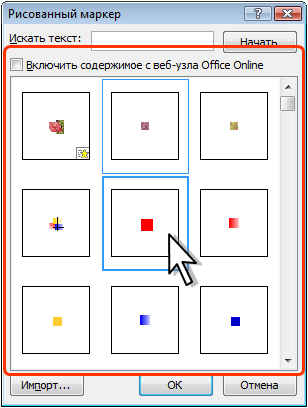 Рисованный маркер
Искать текст:
Начать
Включить содержимое с веб-узла Office Online
Импорт...
ОК
Отмена